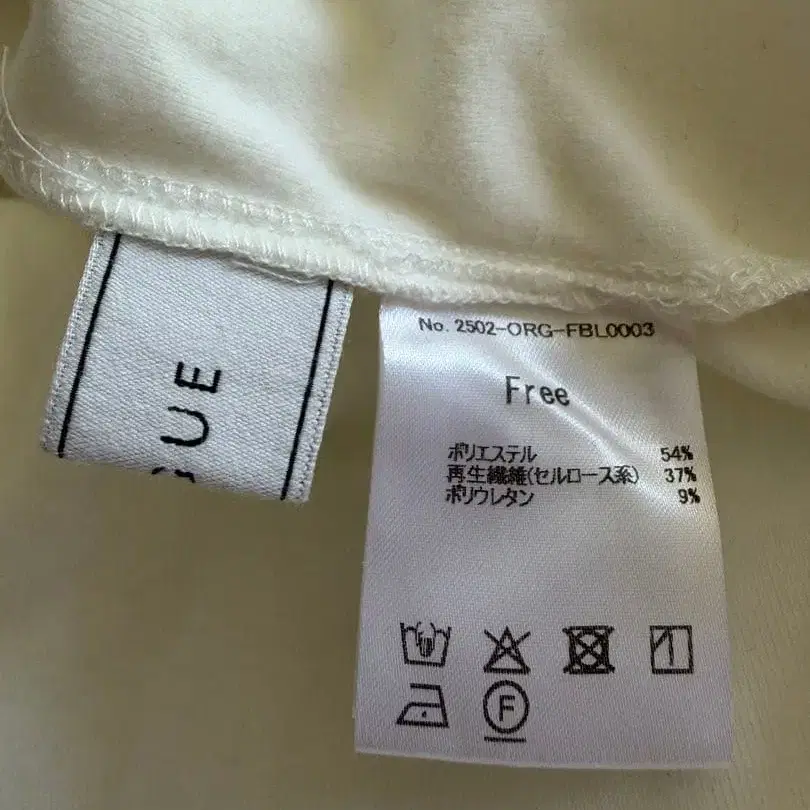 No. 2502-ORG-FBL0003
Free
ポリエステル 54%
再生繊維(セルロース系) 37%
ポリウレタン 9%
F